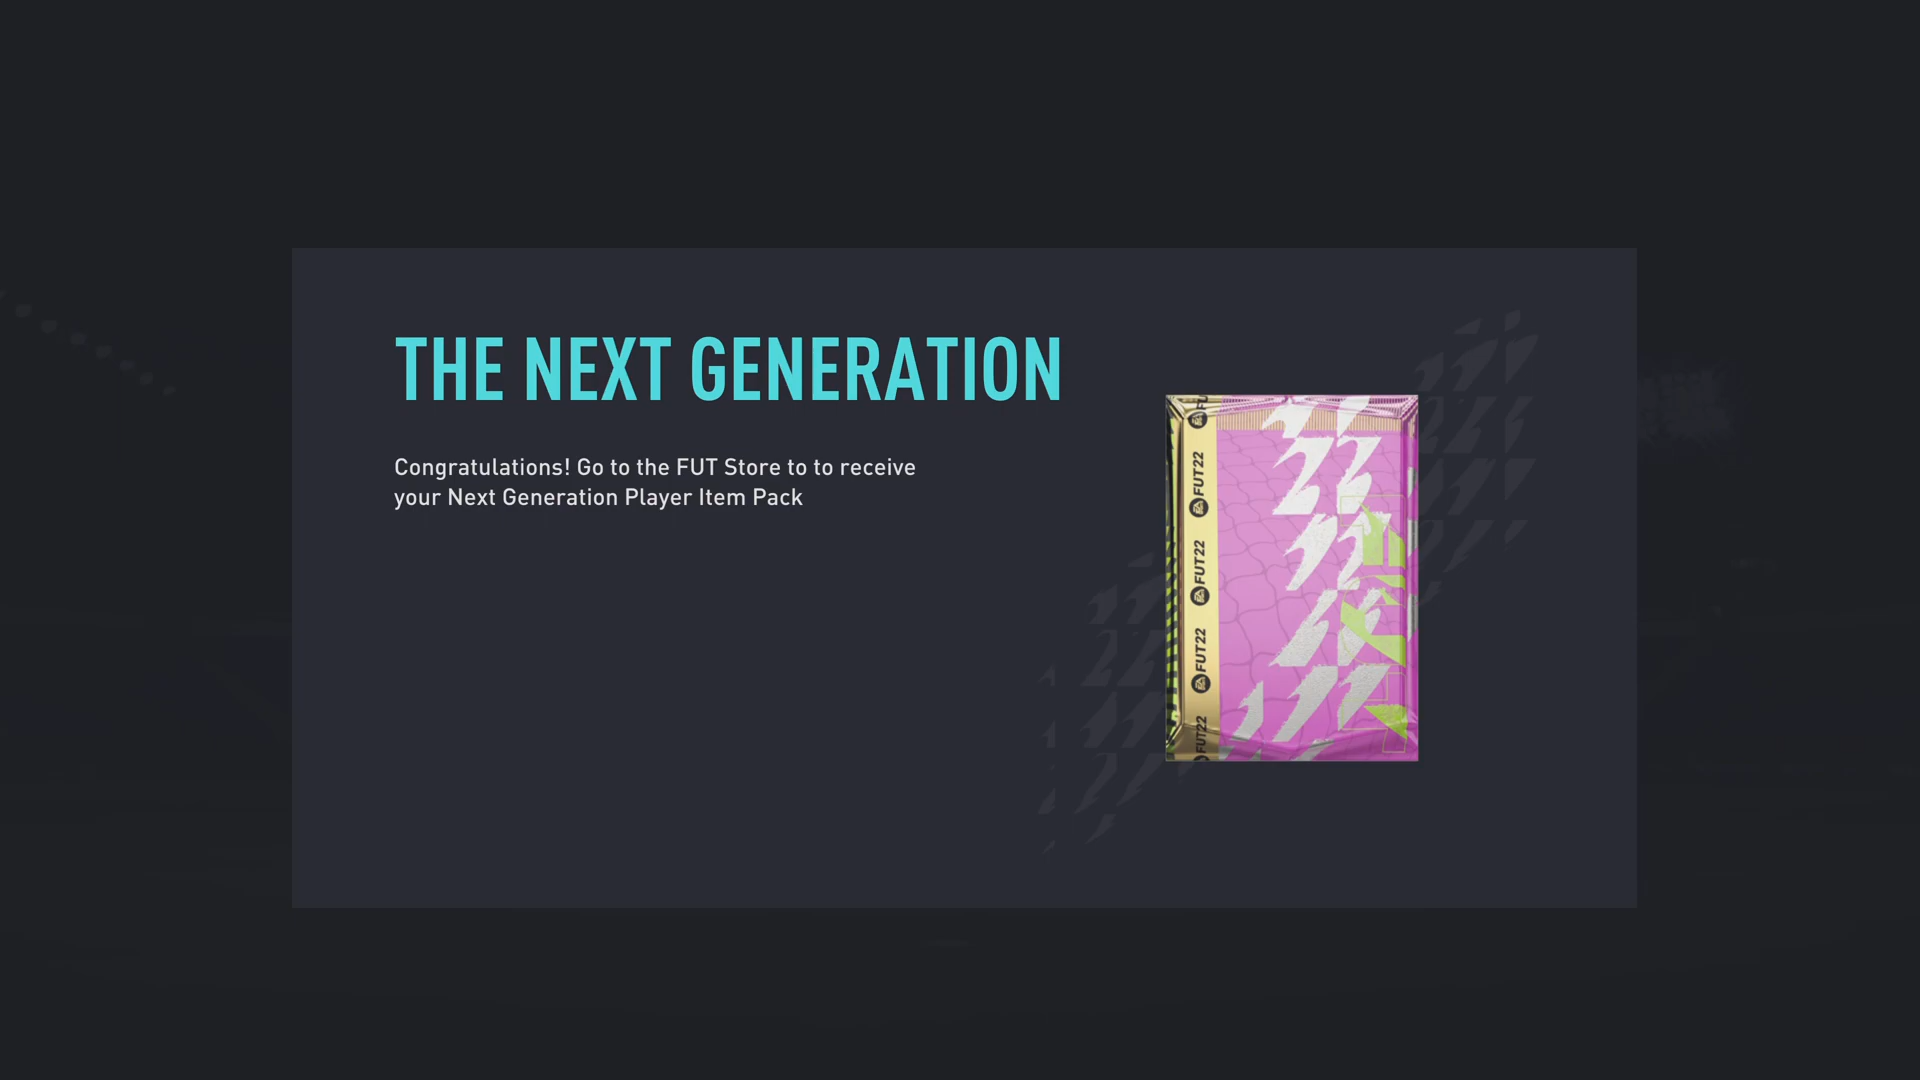 THE NEXT GENERATION
Congratulations! Go to the FUT Store to to receive
your Next Generation Player Item Pack
FU
FUT22
FUT22
FUT22
FUT22